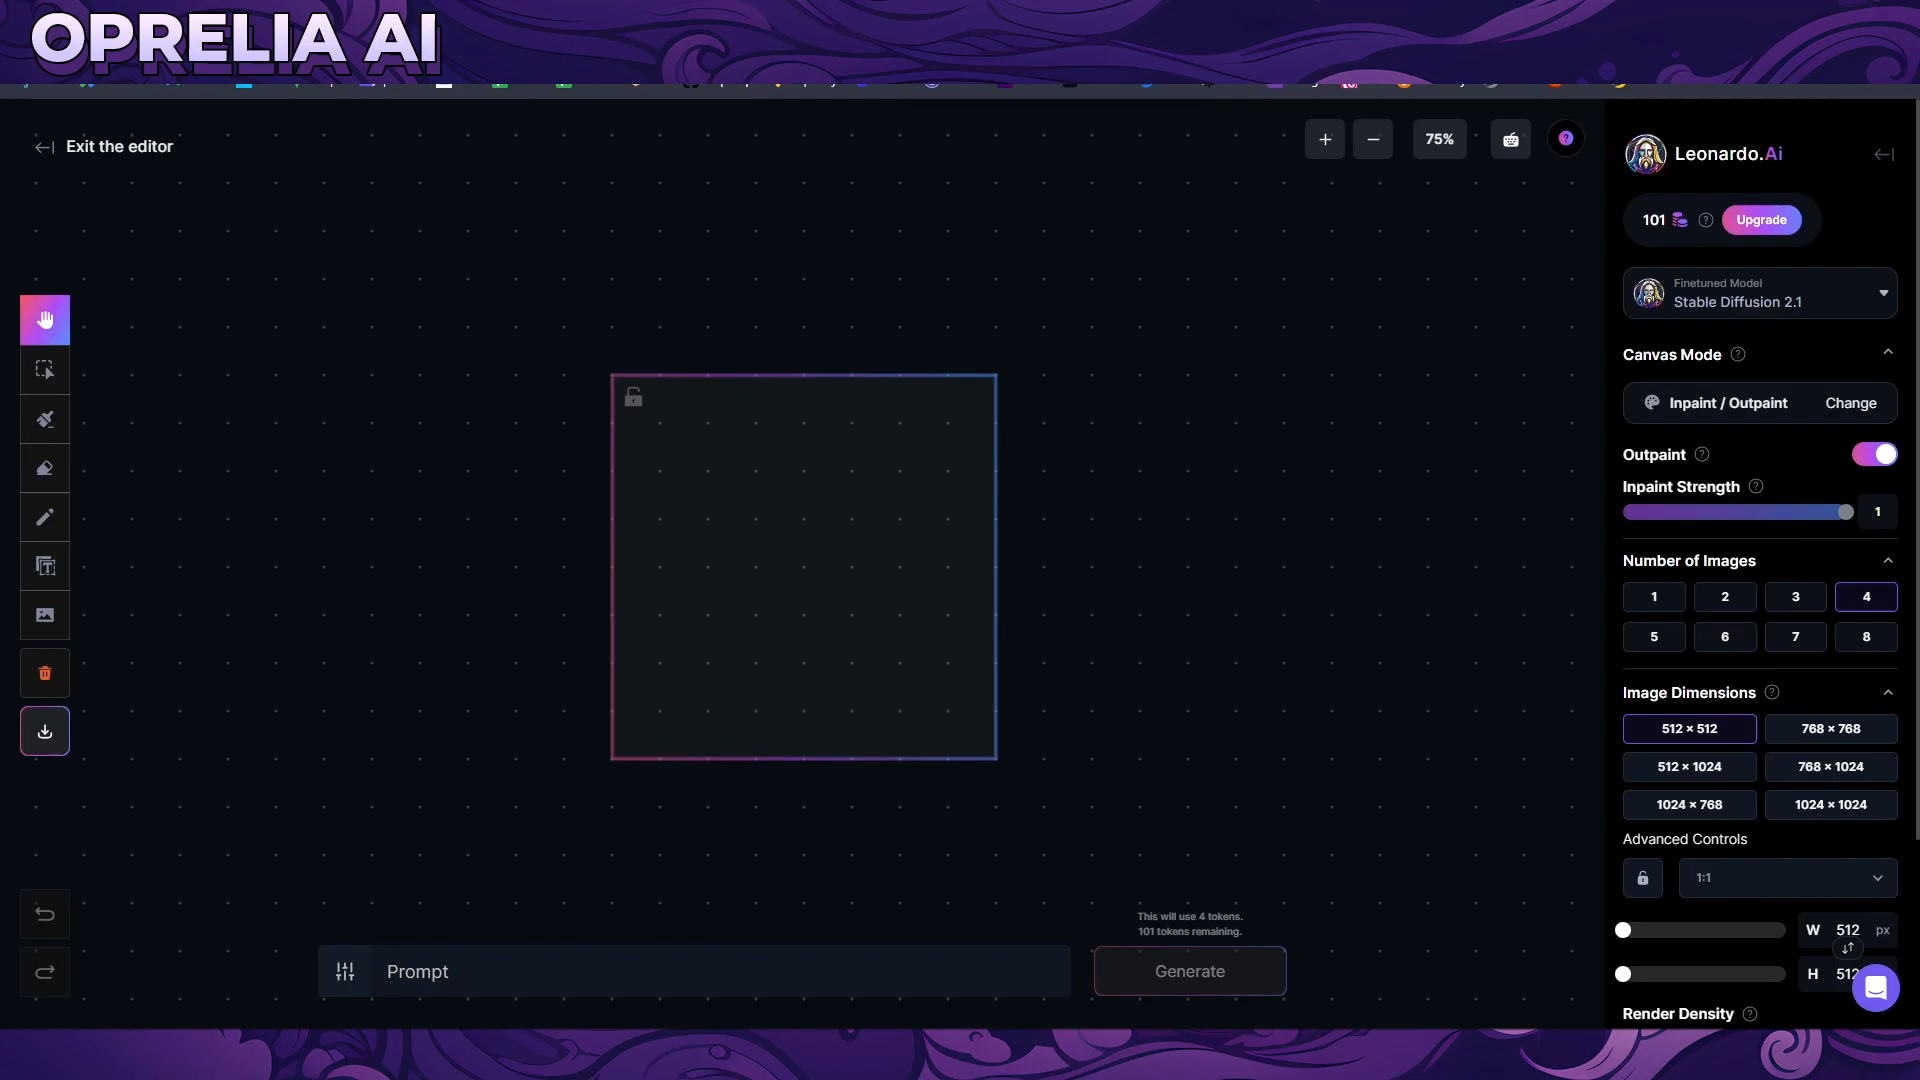 OPRELIA AI
Exit the editor
75%
Leonardo.Ai
101
Upgrade
Finetuned Model
Stable Diffusion 2.1
Canvas Mode
Inpaint / Outpaint
Change
Outpaint
Inpaint Strength
1
Number of Images
1
2
3
4
5
6
7
8
Image Dimensions
512 × 512
768 × 768
512 × 1024
768 × 1024
1024 × 768
1024 × 1024
Advanced Controls
1:1
W 512 px
H 512
Render Density
This will use 4 tokens.
101 tokens remaining.
Prompt
Generate